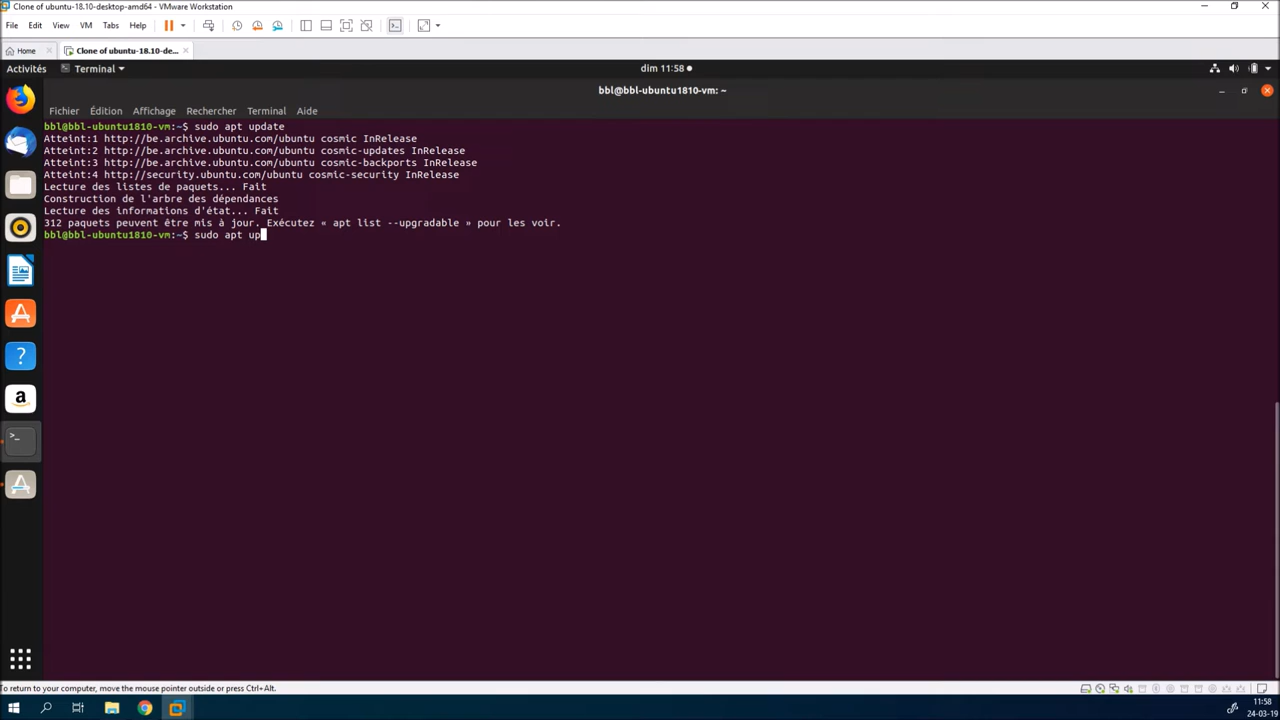 Clone of ubuntu-18.10-desktop-amd64 - VMware Workstation
File Edit View VM Tabs Help
Home Clone of ubuntu-18.10-de...
Activités Terminal dim 11:58
bbl@bbl-ubuntu1810-vm: ~
Fichier Édition Affichage Rechercher Terminal Aide
bbl@bbl-ubuntu1810-vm:~$ sudo apt update
Atteint:1 http://be.archive.ubuntu.com/ubuntu cosmic InRelease
Atteint:2 http://be.archive.ubuntu.com/ubuntu cosmic-updates InRelease
Atteint:3 http://be.archive.ubuntu.com/ubuntu cosmic-backports InRelease
Atteint:4 http://security.ubuntu.com/ubuntu cosmic-security InRelease
Lecture des listes de paquets... Fait
Construction de l'arbre des dépendances
Lecture des informations d'état... Fait
312 paquets peuvent être mis à jour. Exécutez « apt list --upgradable » pour les voir.
bbl@bbl-ubuntu1810-vm:~$ sudo apt up
To return to your computer, move the mouse pointer outside or press Ctrl+Alt.
11:58
24-03-19